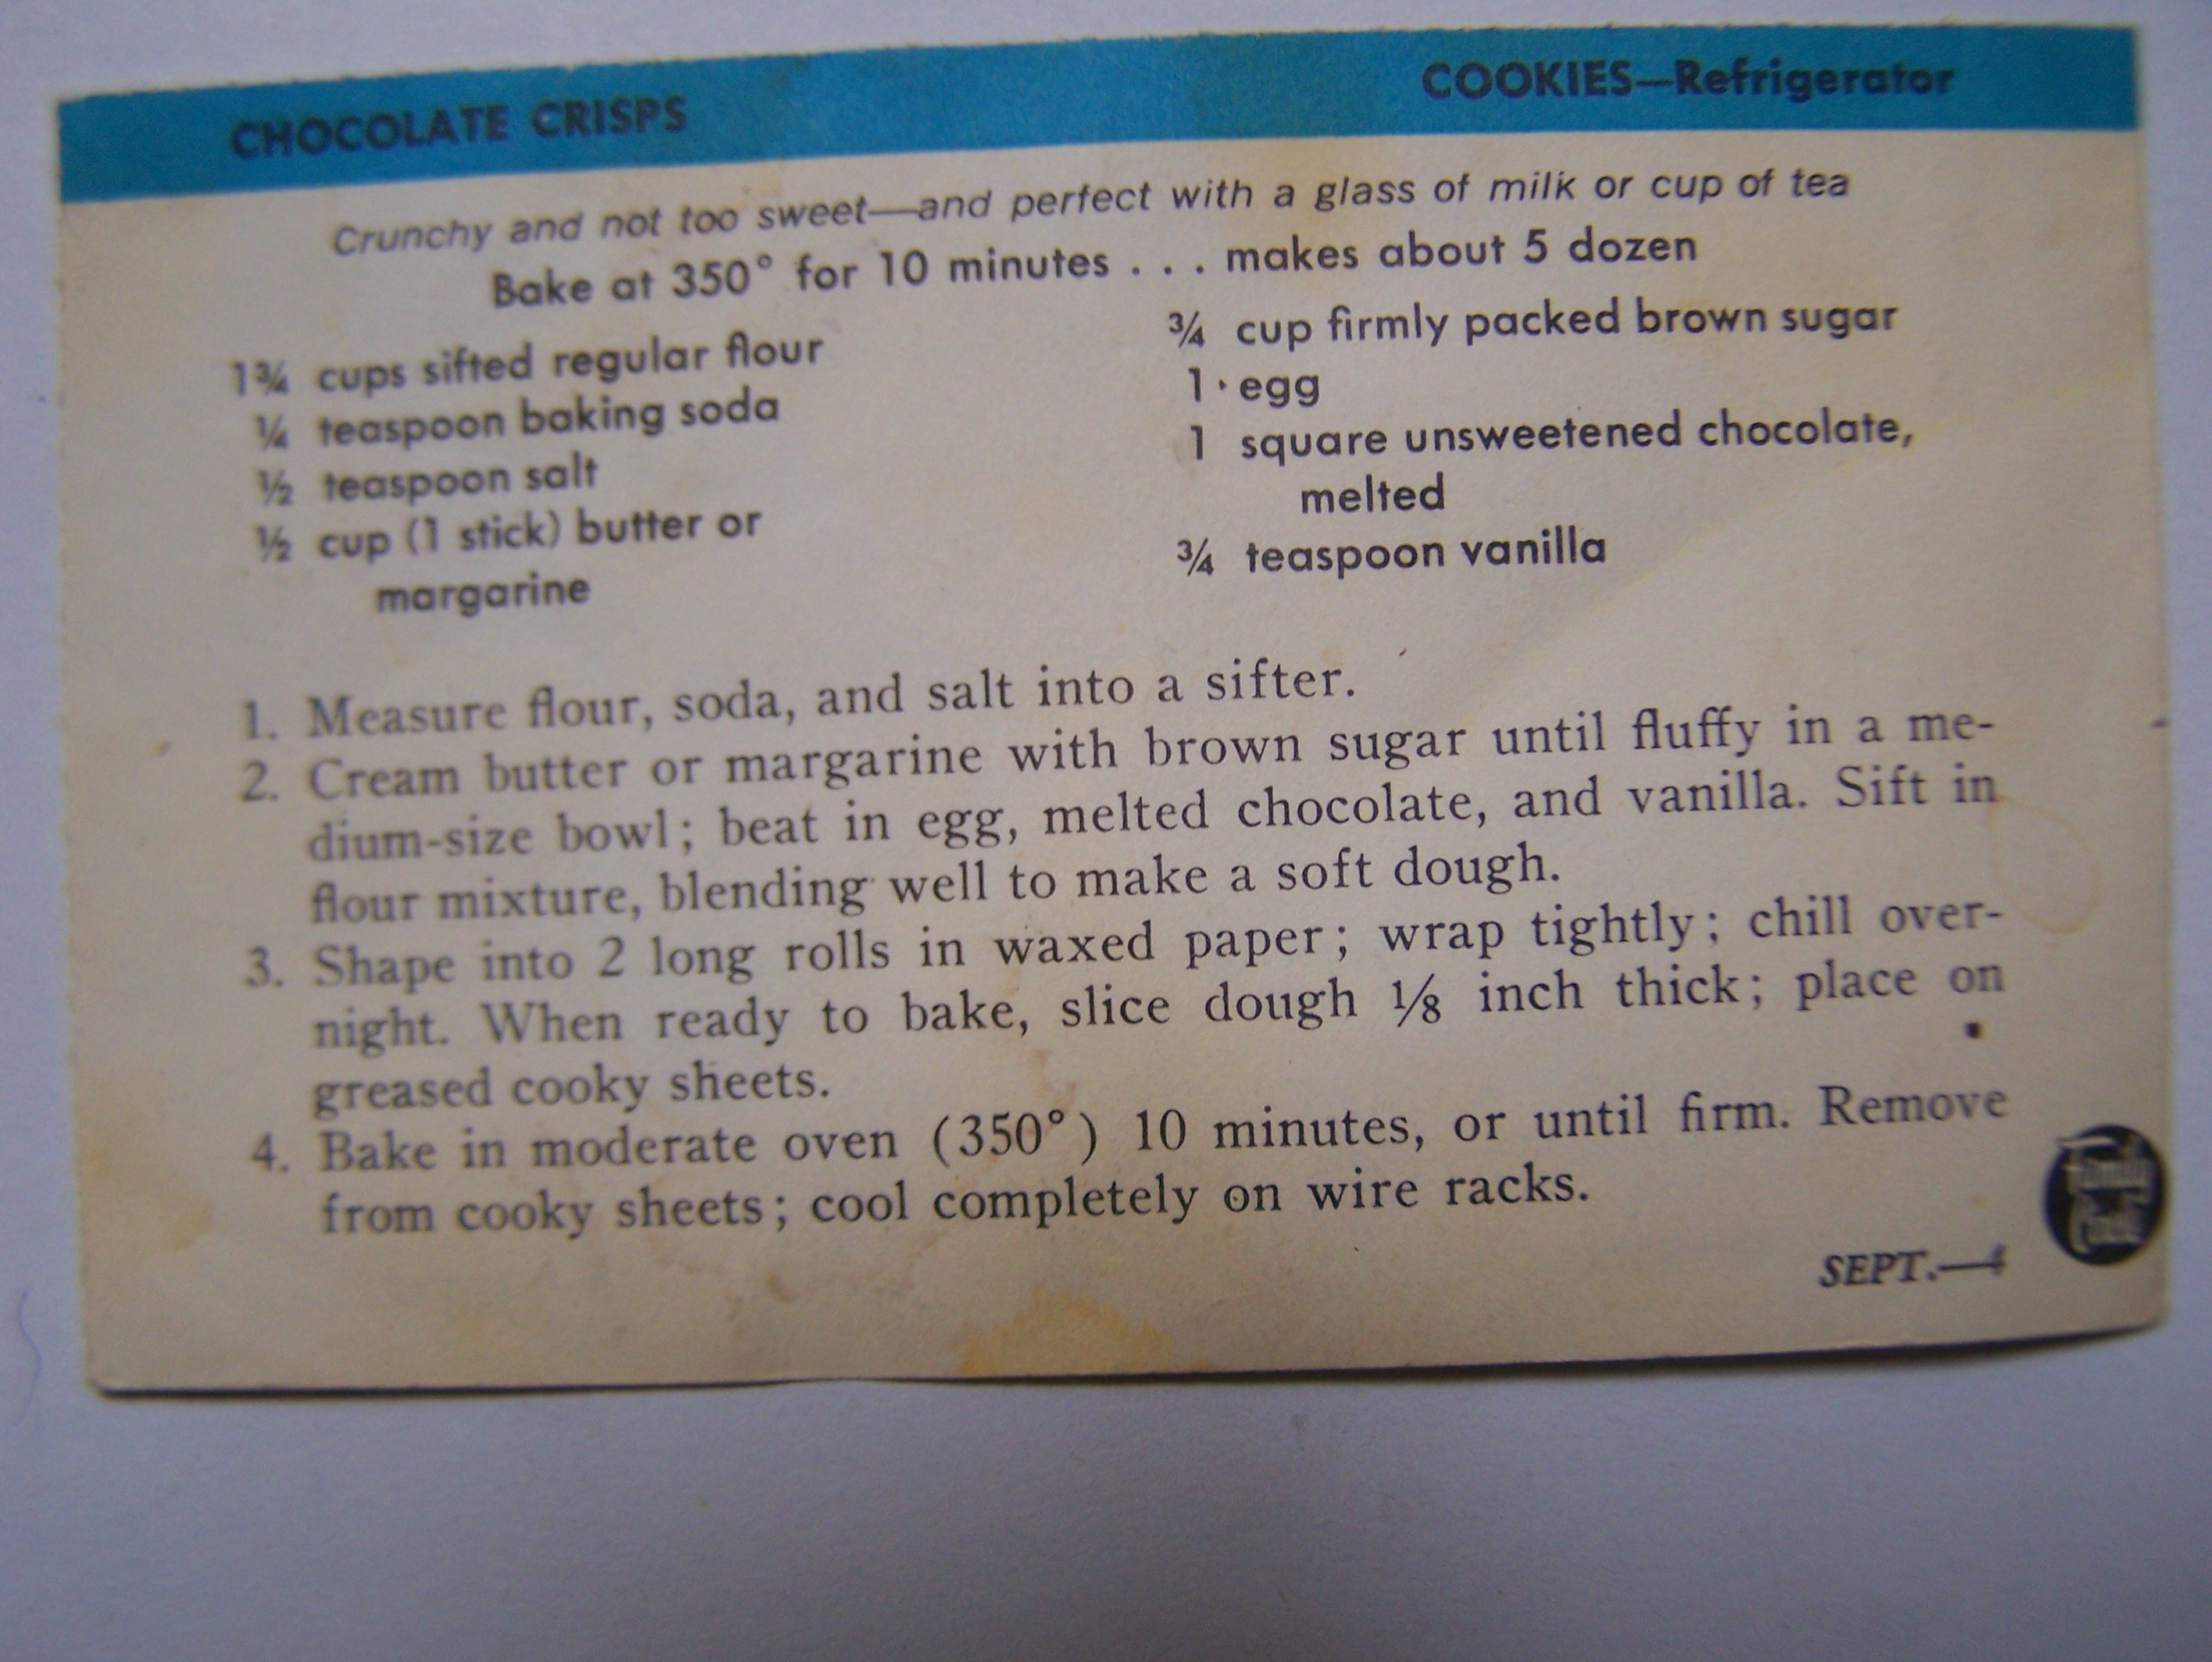 CHOCOLATE CRISPS
COOKIES—Refrigerator
Crunchy and not too sweet—and perfect with a glass of milk or cup of tea
Bake at 350° for 10 minutes . . . makes about 5 dozen
1¾ cups sifted regular flour
¼ teaspoon baking soda
½ teaspoon salt
½ cup (1 stick) butter or
margarine
¾ cup firmly packed brown sugar
1 egg
1 square unsweetened chocolate,
melted
¾ teaspoon vanilla
1. Measure flour, soda, and salt into a sifter.
2. Cream butter or margarine with brown sugar until fluffy in a me-
dium-size bowl; beat in egg, melted chocolate, and vanilla. Sift in
flour mixture, blending well to make a soft dough.
3. Shape into 2 long rolls in waxed paper; wrap tightly; chill over-
night. When ready to bake, slice dough ⅛ inch thick; place on
greased cooky sheets.
4. Bake in moderate oven (350°) 10 minutes, or until firm. Remove
from cooky sheets; cool completely on wire racks.
Family
Circle
SEPT.—4